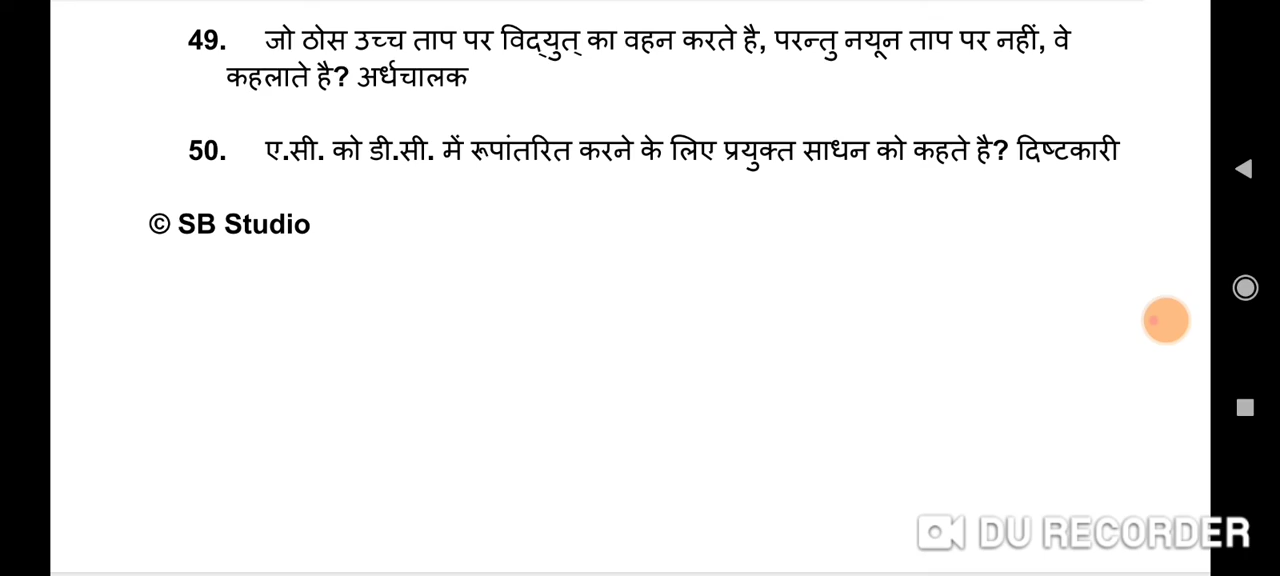 49. जो ठोस उच्च ताप पर विद्युत् का वहन करते है, परन्तु नयून ताप पर नहीं, वे
कहलाते है? अर्धचालक
50. ए.सी. को डी.सी. में रूपांतरित करने के लिए प्रयुक्त साधन को कहते है? दिष्टकारी
© SB Studio
DU RECORDER